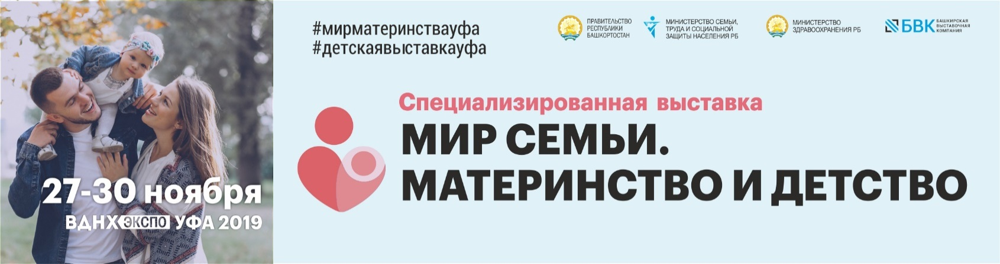 #мирматеринствауфа
#детскаявыставкауфа
ПРАВИТЕЛЬСТВО
РЕСПУБЛИКИ
БАШКОРТОСТАН
МИНИСТЕРСТВО СЕМЬИ,
ТРУДА И СОЦИАЛЬНОЙ
ЗАЩИТЫ НАСЕЛЕНИЯ РБ
МИНИСТЕРСТВО
ЗДРАВООХРАНЕНИЯ РБ
БВК
БАШКИРСКАЯ
ВЫСТАВОЧНАЯ
КОМПАНИЯ
Специализированная выставка
МИР СЕМЬИ.
МАТЕРИНСТВО И ДЕТСТВО
27-30 ноября
ВДНХ ЭКСПО УФА 2019